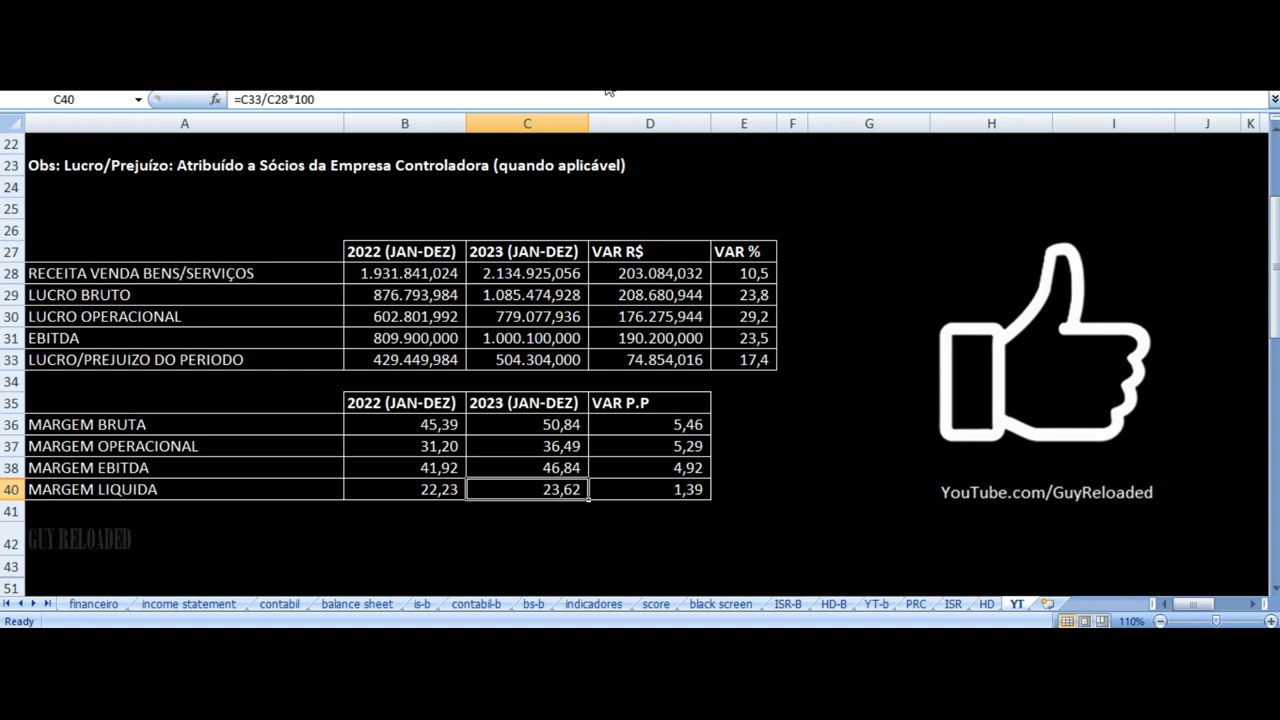 C40 fx =C33/C28*100
A B C D E F G H I J K
22
23 Obs: Lucro/Prejuízo: Atribuído a Sócios da Empresa Controladora (quando aplicável)
24
25
26
27 2022 (JAN-DEZ) 2023 (JAN-DEZ) VAR R$ VAR %
28 RECEITA VENDA BENS/SERVIÇOS 1.931.841,024 2.134.925,056 203.084,032 10,5
29 LUCRO BRUTO 876.793,984 1.085.474,928 208.680,944 23,8
30 LUCRO OPERACIONAL 602.801,992 779.077,936 176.275,944 29,2
31 EBITDA 809.900,000 1.000.100,000 190.200,000 23,5
33 LUCRO/PREJUIZO DO PERIODO 429.449,984 504.304,000 74.854,016 17,4
34
35 2022 (JAN-DEZ) 2023 (JAN-DEZ) VAR P.P
36 MARGEM BRUTA 45,39 50,84 5,46
37 MARGEM OPERACIONAL 31,20 36,49 5,29
38 MARGEM EBITDA 41,92 46,84 4,92
40 MARGEM LIQUIDA 22,23 23,62 1,39
YouTube.com/GuyReloaded
41
42 GUY RELOADED
43
51
financeiro income statement contabil balance sheet is-b contabil-b bs-b indicadores score black screen ISR-B HD-B YT-b PRC ISR HD YT
Ready 110%